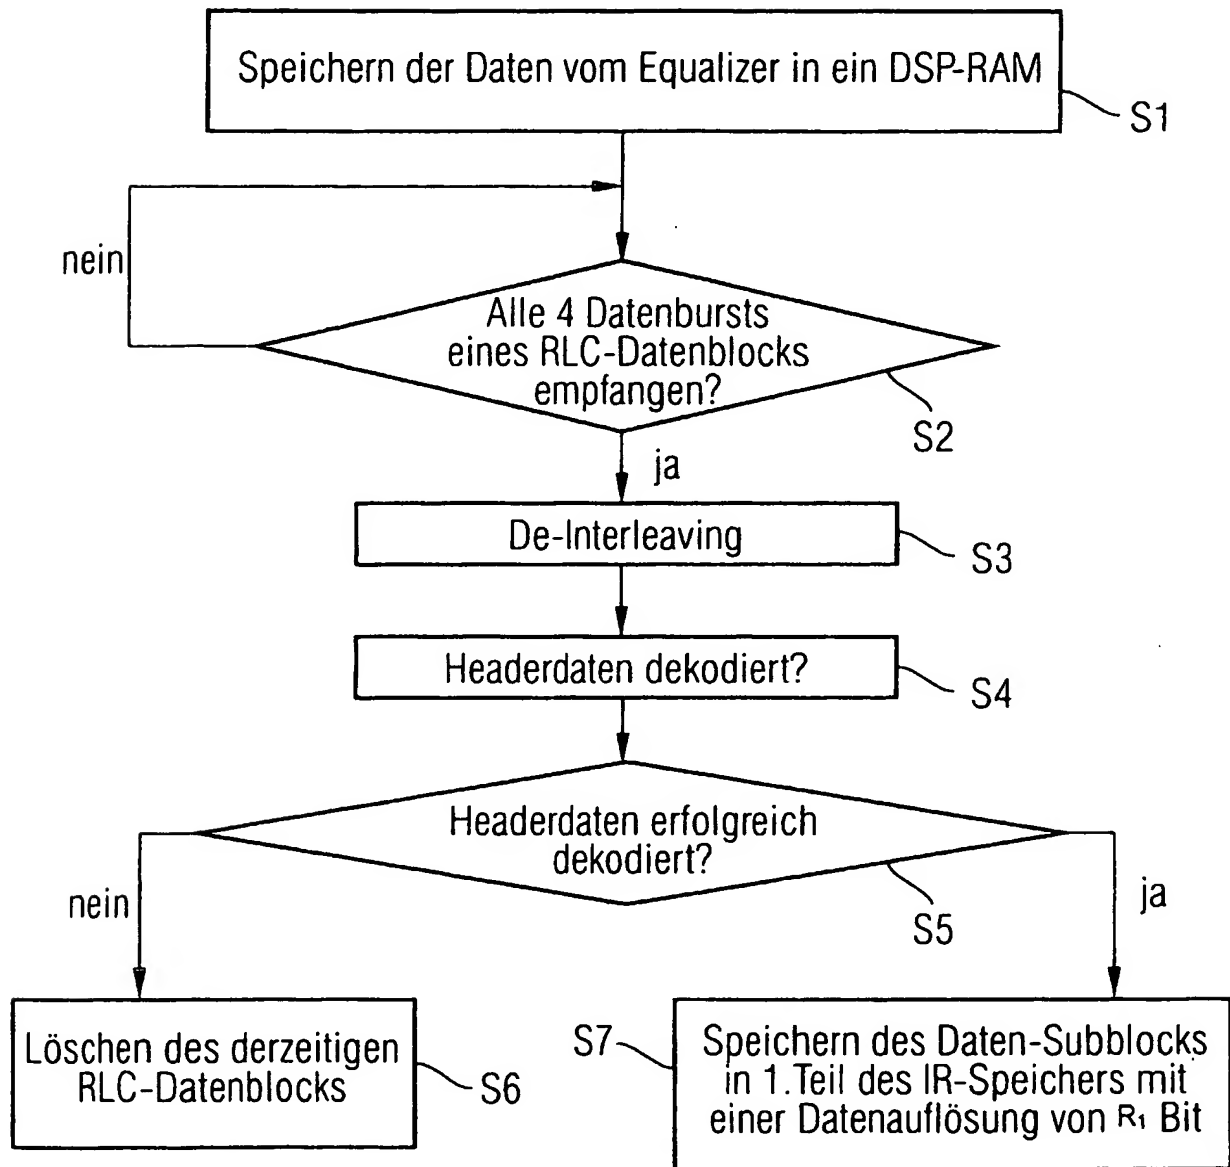 Speichern der Daten vom Equalizer in ein DSP-RAM
S1
nein
Alle 4 Datenbursts
eines RLC-Datenblocks
empfangen?
S2
ja
De-Interleaving
S3
Headerdaten dekodiert?
S4
Headerdaten erfolgreich
dekodiert?
S5
nein
ja
Löschen des derzeitigen
RLC-Datenblocks
S6
S7
Speichern des Daten-Subblocks
in 1.Teil des IR-Speichers mit
einer Datenauflösung von R₁ Bit